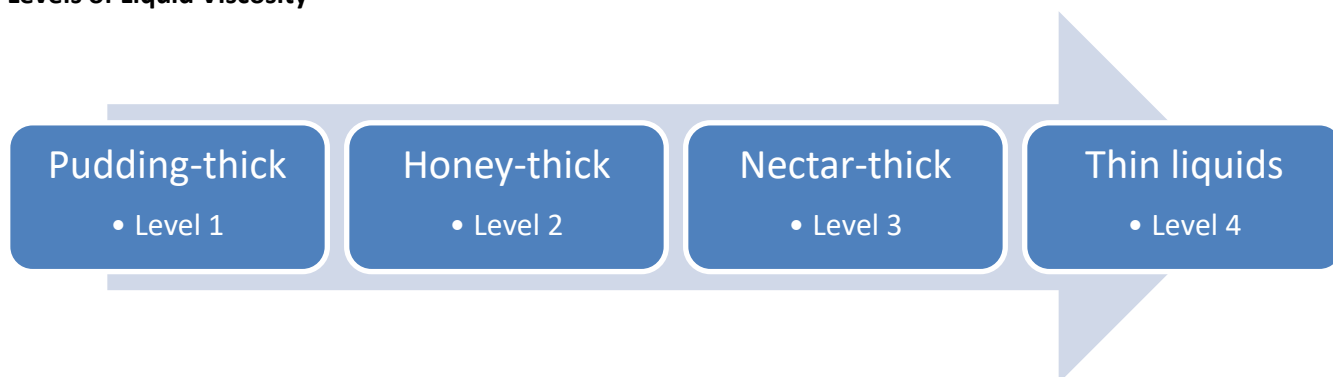 Levels of Liquid Viscosity
Pudding-thick
• Level 1
Honey-thick
• Level 2
Nectar-thick
• Level 3
Thin liquids
• Level 4